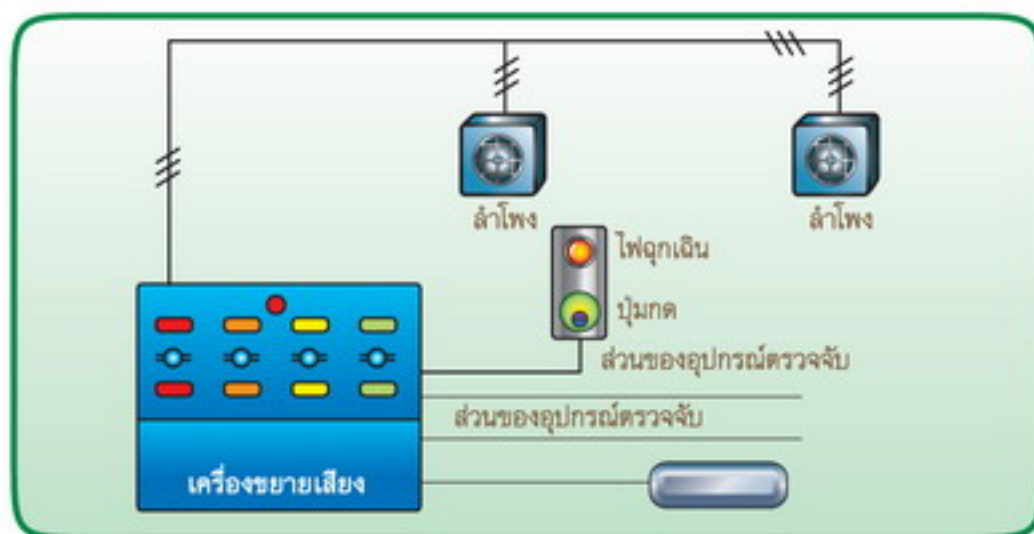 ลำโพง
ลำโพง
ไฟฉุกเฉิน
ปุ่มกด
ส่วนของอุปกรณ์ตรวจจับ
ส่วนของอุปกรณ์ตรวจจับ
เครื่องขยายเสียง